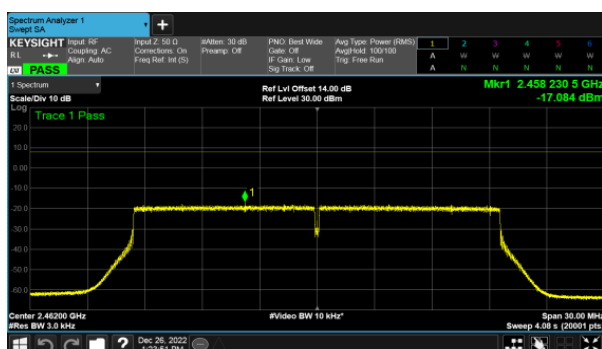 Spectrum Analyzer 1
Swept SA
KEYSIGHT Input: RF Input Z: 50 Ω #Atten: 30 dB PNO: Best Wide Avg Type: Power (RMS) 1 2 3 4 5 6
RL Coupling: AC Corrections: On Preamp: Off Gate: Off Avg|Hold: 100/100 A W W W W W
Align: Auto Freq Ref: Int (S) IF Gain: Low Trig: Free Run
LXI PASS Sig Track: Off A N N N N N
1 Spectrum Ref Lvl Offset 14.00 dB Mkr1 2.458 230 5 GHz
Scale/Div 10 dB Ref Level 30.00 dBm -17.084 dBm
Log Trace 1 Pass
20.0
10.0
0.00
-10.0
1
-20.0
-30.0
-40.0
-50.0
-60.0
Center 2.46200 GHz #Video BW 10 kHz* Span 30.00 MHz
#Res BW 3.0 kHz Sweep 4.08 s (20001 pts)
? Dec 26, 2022